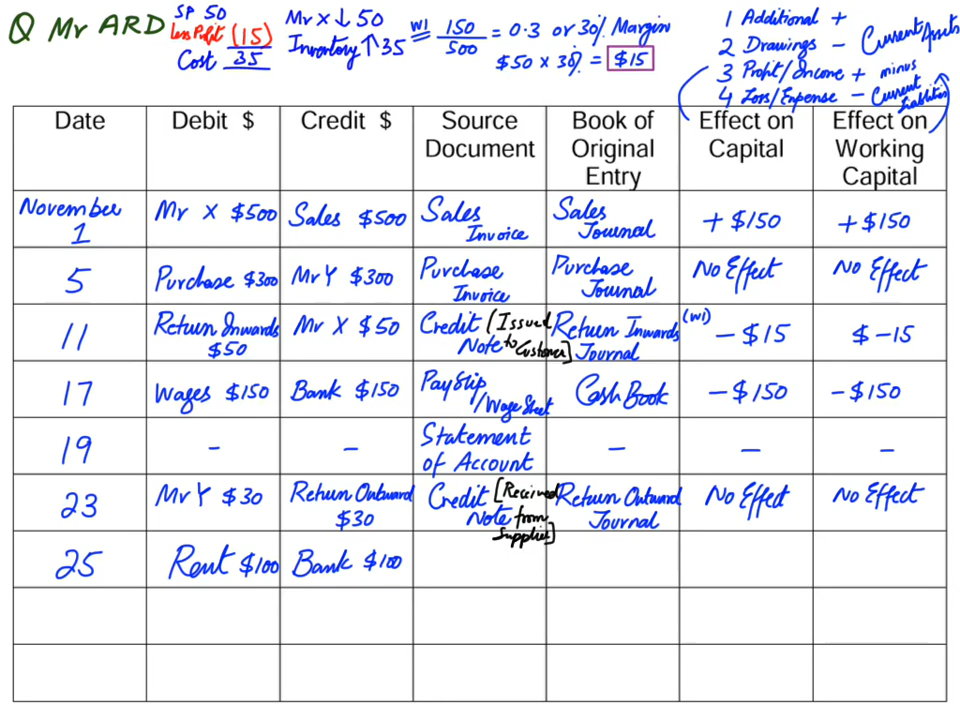 Q Mr ARD
SP 50
Less Profit (15)
Cost 35
Mr X ↓ 50
Inventory ↑ 35
W1 150/500 = 0.3 or 30% Margin
$50 x 30% = $15
1 Additional +
2 Drawings -
3 Profit/Income +
4 Loss/Expense -
Current Assets
minus
Current Liabilities
Date Debit $ Credit $ Source Document Book of Original Entry Effect on Capital Effect on Working Capital
November 1 Mr X $500 Sales $500 Sales Invoice Sales Journal + $150 + $150
5 Purchase $300 Mr Y $300 Purchase Invoice Purchase Journal No Effect No Effect
11 Return Inwards $50 Mr X $50 Credit Note [Issued to Customer] Return Inwards Journal (W1) - $15 $ -15
17 Wages $150 Bank $150 Pay Slip/Wage Sheet Cash Book - $150 - $150
19 - - Statement of Account - - -
23 Mr Y $30 Return Outward $30 Credit Note [Received from Supplier] Return Outward Journal No Effect No Effect
25 Rent $100 Bank $100